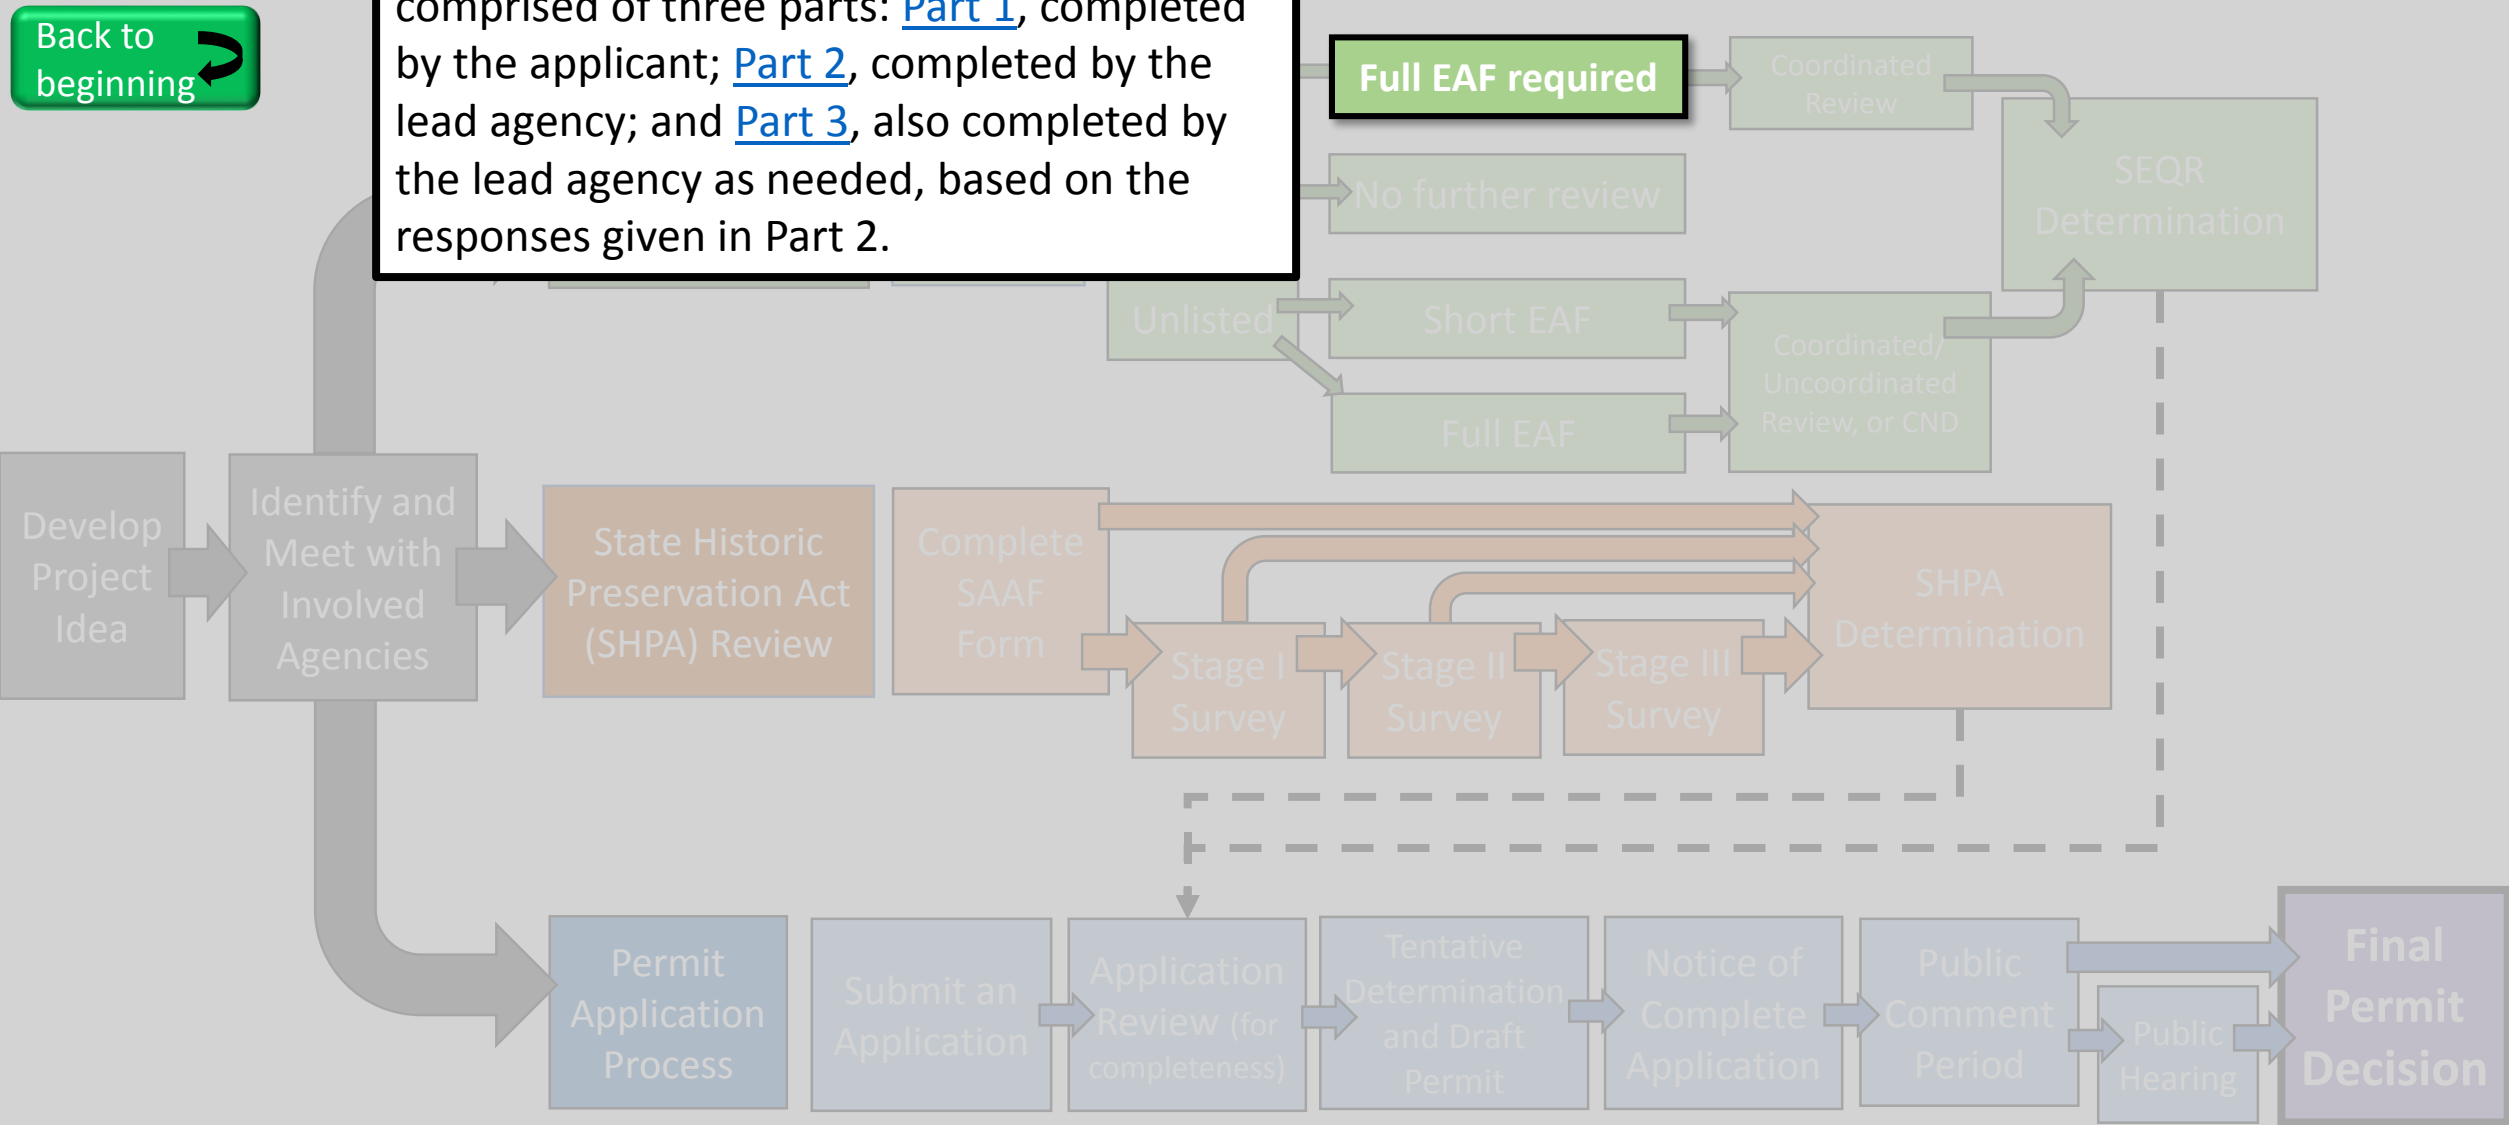 Back to
beginning
comprised of three parts: Part 1, completed
by the applicant; Part 2, completed by the
lead agency; and Part 3, also completed by
the lead agency as needed, based on the
responses given in Part 2.
Full EAF required
Coordinated
Review
No further review
SEQR
Determination
Unlisted
Short EAF
Full EAF
Coordinated/
Uncoordinated
Review, or CND
Develop
Project
Idea
Identify and
Meet with
Involved
Agencies
State Historic
Preservation Act
(SHPA) Review
Complete
SAAF
Form
Stage I
Survey
Stage II
Survey
Stage III
Survey
SHPA
Determination
Permit
Application
Process
Submit an
Application
Application
Review (for
completeness)
Tentative
Determination
and Draft
Permit
Notice of
Complete
Application
Public
Comment
Period
Public
Hearing
Final
Permit
Decision